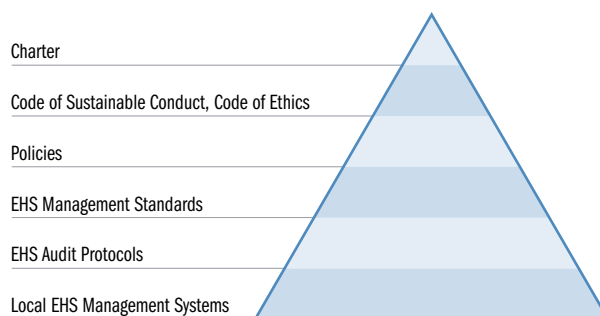 Charter
Code of Sustainable Conduct, Code of Ethics
Policies
EHS Management Standards
EHS Audit Protocols
Local EHS Management Systems